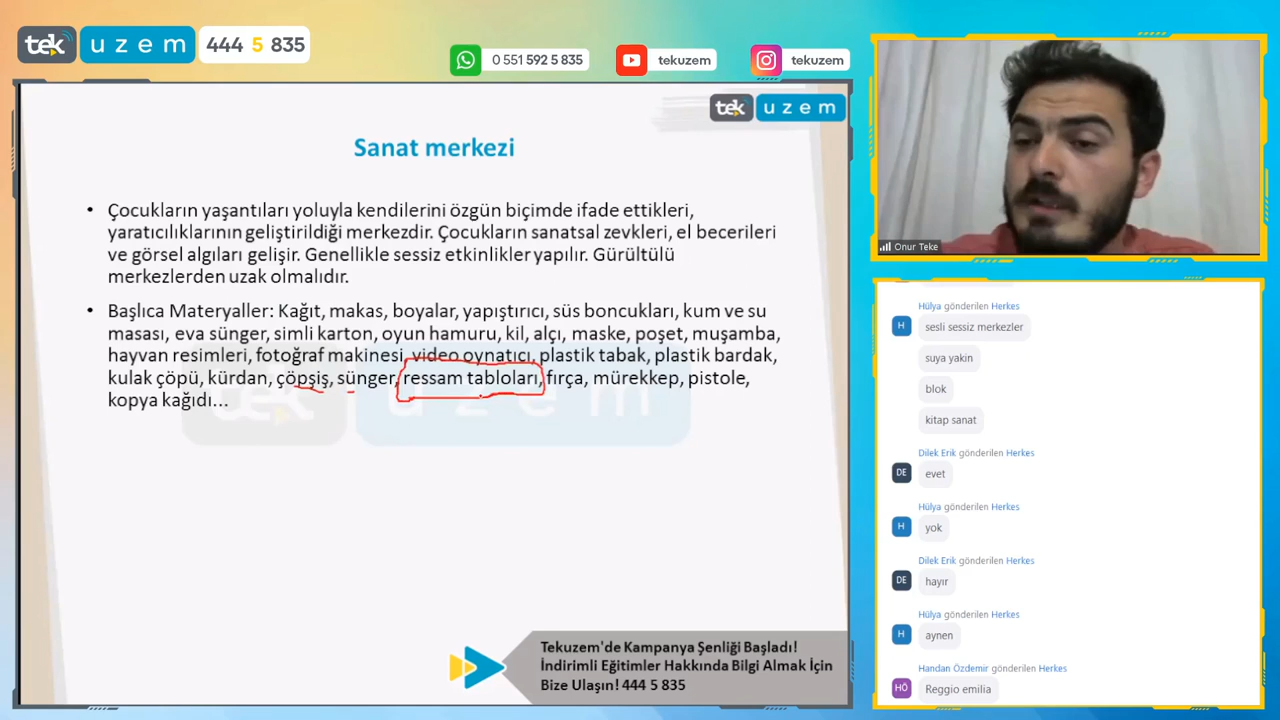 tek uzem 444 5 835
0 551 592 5 835
tekuzem
tekuzem
tek uzem
Sanat merkezi
• Çocukların yaşantıları yoluyla kendilerini özgün biçimde ifade ettikleri,
yaratıcılıklarının geliştirildiği merkezdir. Çocukların sanatsal zevkleri, el becerileri
ve görsel algıları gelişir. Genellikle sessiz etkinlikler yapılır. Gürültülü
merkezlerden uzak olmalıdır.
• Başlıca Materyaller: Kağıt, makas, boyalar, yapıştırıcı, süs boncukları, kum ve su
masası, eva sünger, simli karton, oyun hamuru, kil, alçı, maske, poşet, muşamba,
hayvan resimleri, fotoğraf makinesi, video oynatıcı, plastik tabak, plastik bardak,
kulak çöpü, kürdan, çöpşiş, sünger, ressam tabloları, fırça, mürekkep, pistole,
kopya kağıdı...
tek uzem
Tekuzem'de Kampanya Şenliği Başladı!
İndirimli Eğitimler Hakkında Bilgi Almak İçin
Bize Ulaşın! 444 5 835
Onur Teke
Hülya gönderilen Herkes
H sesli sessiz merkezler
suya yakin
blok
kitap sanat
Dilek Erik gönderilen Herkes
DE evet
Hülya gönderilen Herkes
H yok
Dilek Erik gönderilen Herkes
DE hayır
Hülya gönderilen Herkes
H aynen
Handan Özdemir gönderilen Herkes
HÖ Reggio emilia